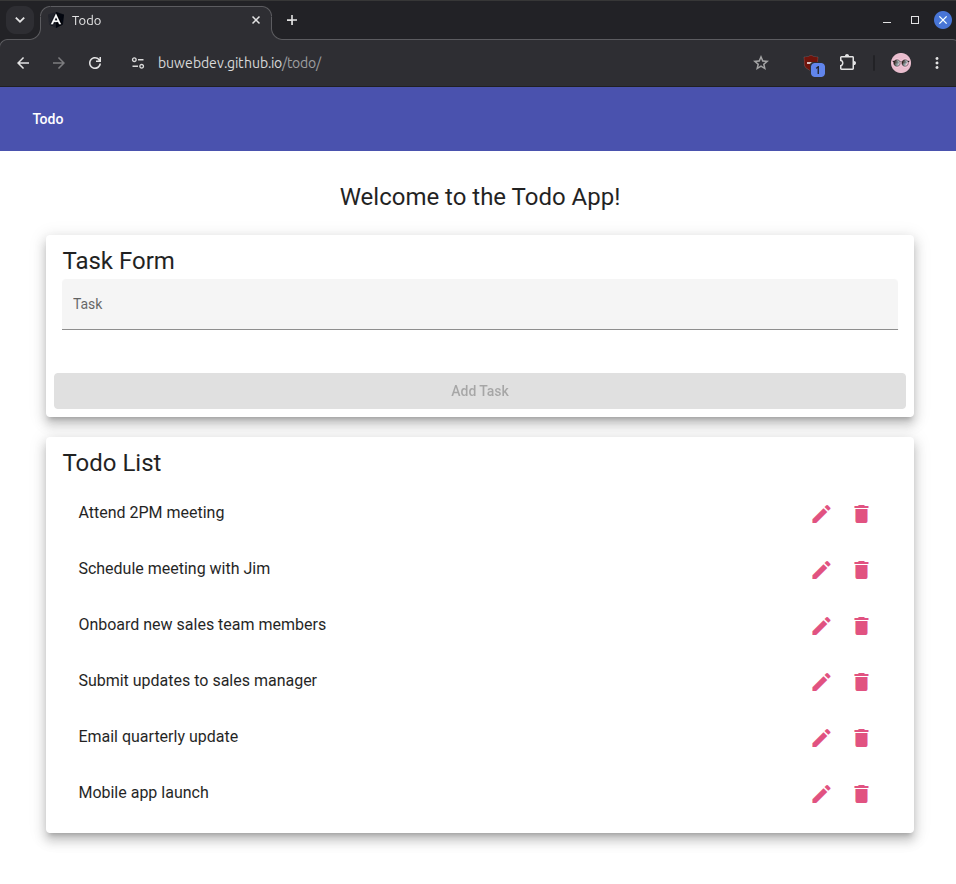 Todo
buwebdev.github.io/todo/
1
Todo
Welcome to the Todo App!
Task Form
Task
Add Task
Todo List
Attend 2PM meeting
Schedule meeting with Jim
Onboard new sales team members
Submit updates to sales manager
Email quarterly update
Mobile app launch